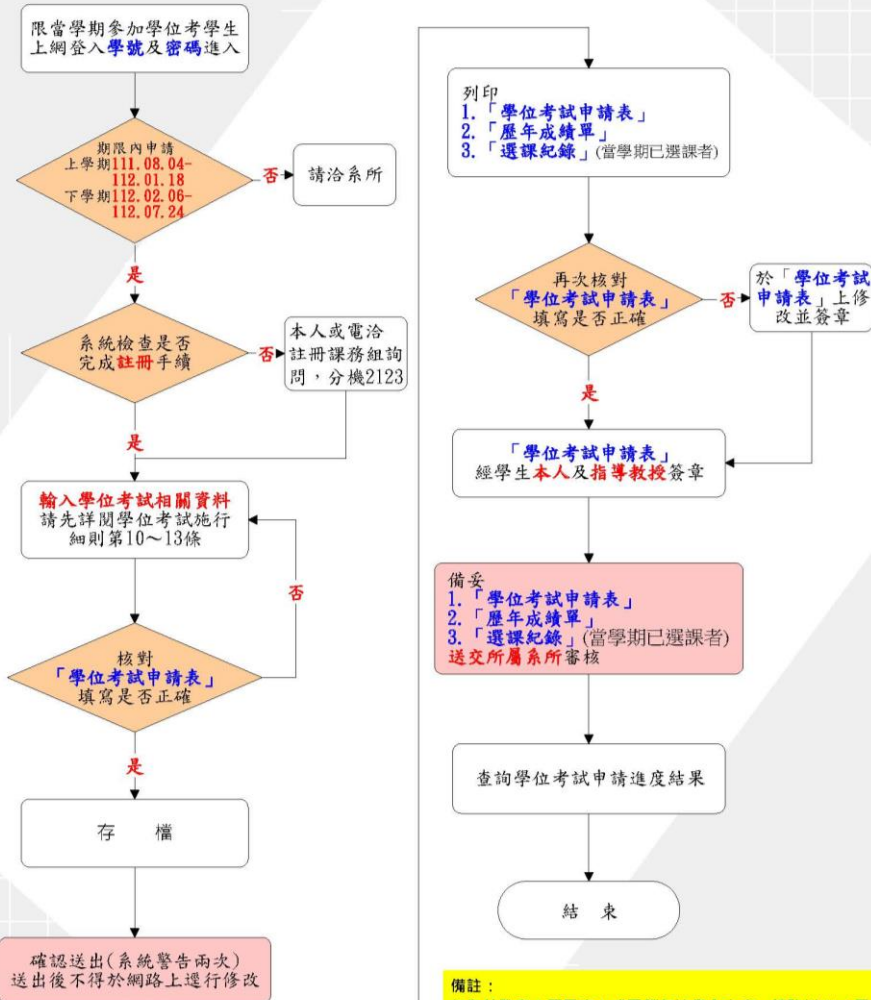 限當學期參加學位考學生
上網登入學號及密碼進入
期限內申請
上學期111.08.04-
112.01.18
下學期112.02.06-
112.07.24
否
請洽系所
是
系統檢查是否
完成註冊手續
否
本人或電洽
註冊課務組詢
問，分機2123
是
輸入學位考試相關資料
請先詳閱學位考試施行
細則第10～13條
否
核對
「學位考試申請表」
填寫是否正確
是
存 檔
確認送出(系統警告兩次)
送出後不得於網路上逕行修改
列印
1.「學位考試申請表」
2.「歷年成績單」
3.「選課紀錄」(當學期已選課者)
再次核對
「學位考試申請表」
填寫是否正確
否
於「學位考試
申請表」上修
改並簽章
是
「學位考試申請表」
經學生本人及指導教授簽章
備妥
1.「學位考試申請表」
2.「歷年成績單」
3.「選課紀錄」(當學期已選課者)
送交所屬系所審核
查詢學位考試申請進度結果
結 束
備註：